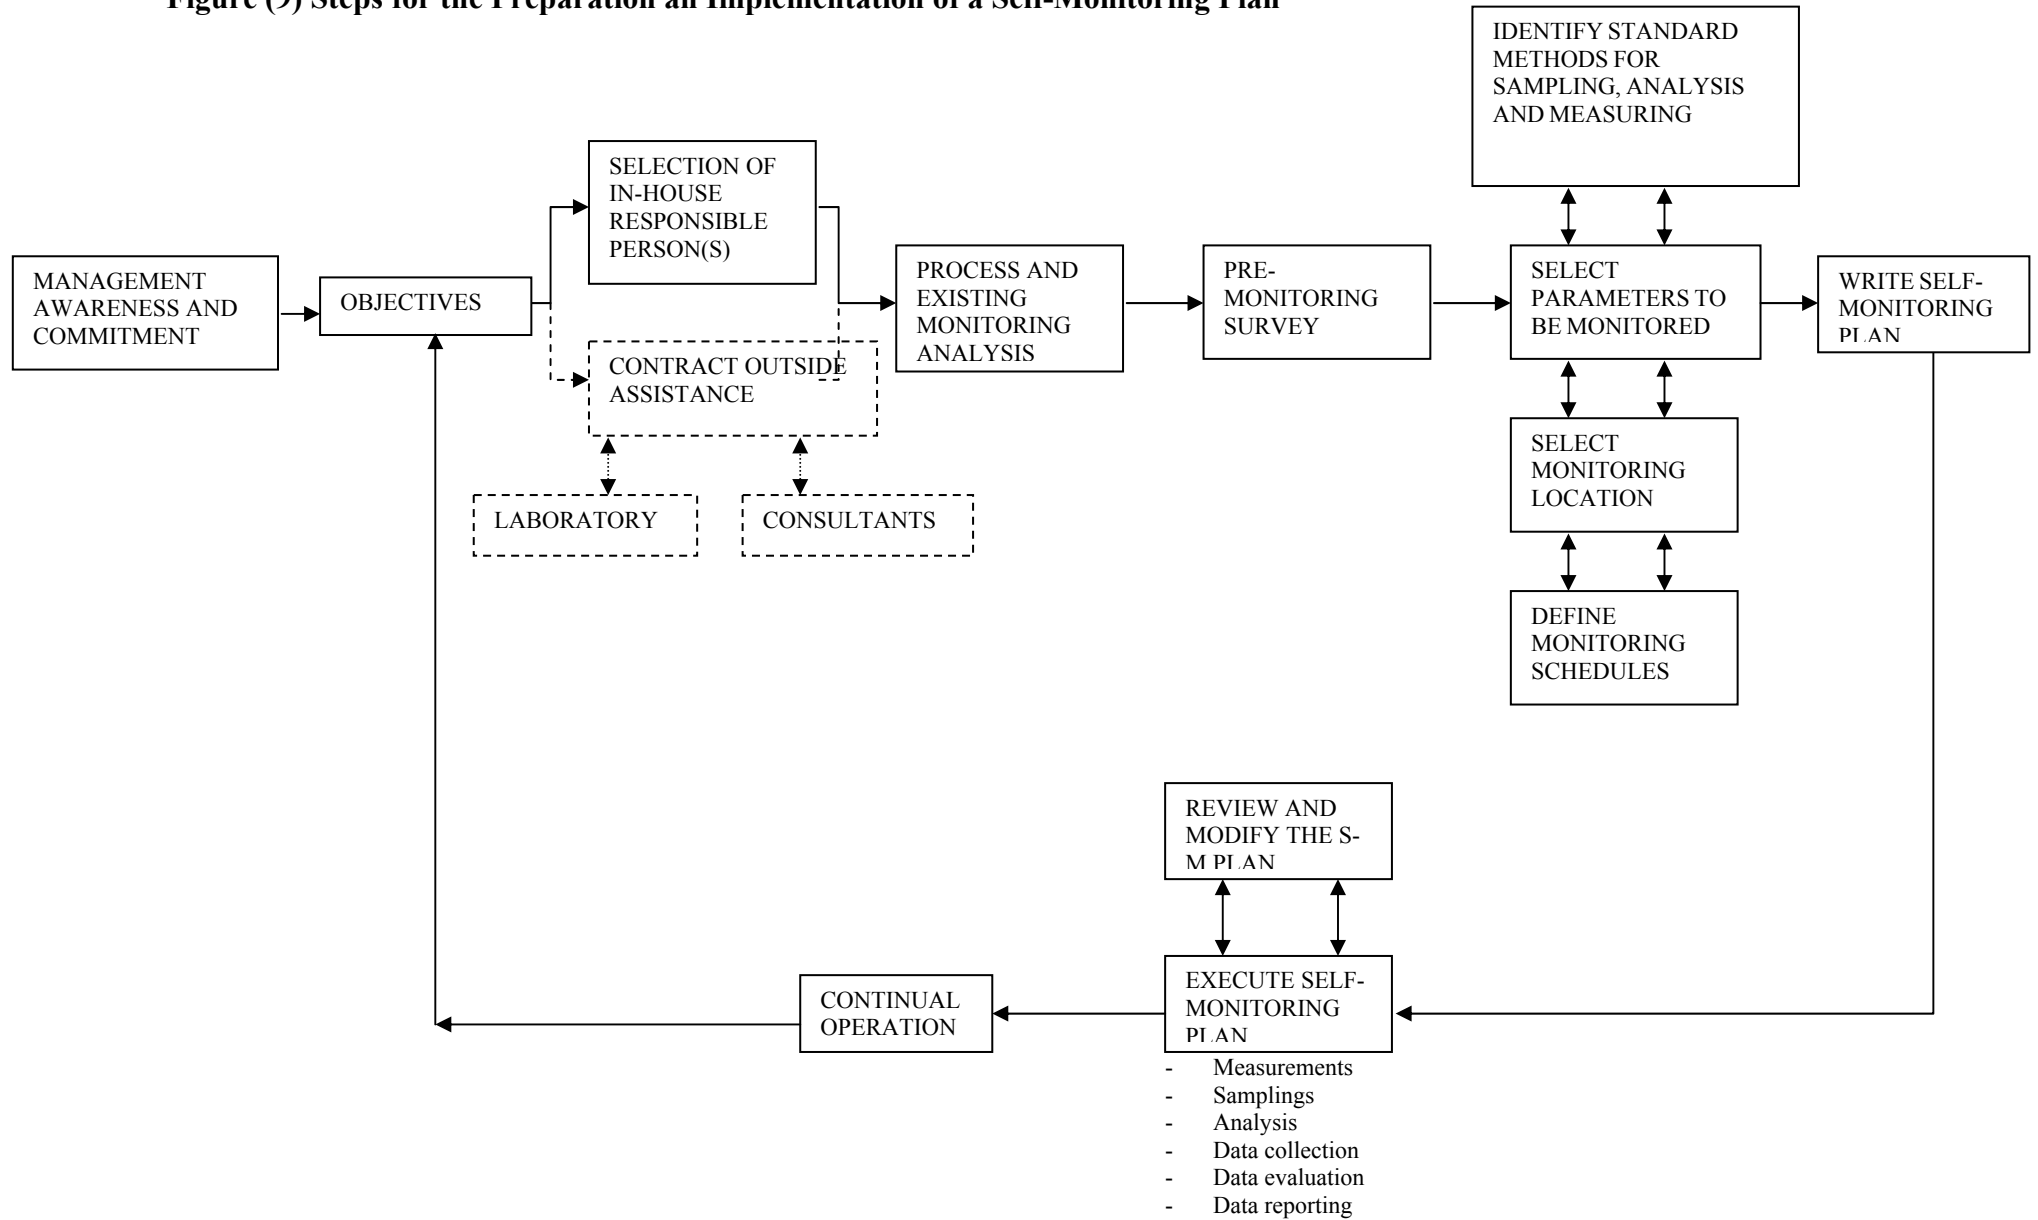 Figure (9) Steps for the Preparation an Implementation of a Self-Monitoring Plan
IDENTIFY STANDARD
METHODS FOR
SAMPLING, ANALYSIS
AND MEASURING
SELECTION OF
IN-HOUSE
RESPONSIBLE
PERSON(S)
MANAGEMENT
AWARENESS AND
COMMITMENT
OBJECTIVES
PROCESS AND
EXISTING
MONITORING
ANALYSIS
PRE-
MONITORING
SURVEY
SELECT
PARAMETERS TO
BE MONITORED
WRITE SELF-
MONITORING
PLAN
CONTRACT OUTSIDE
ASSISTANCE
LABORATORY
CONSULTANTS
SELECT
MONITORING
LOCATION
DEFINE
MONITORING
SCHEDULES
REVIEW AND
MODIFY THE S-
M PLAN
EXECUTE SELF-
MONITORING
PLAN
CONTINUAL
OPERATION
- Measurements
- Samplings
- Analysis
- Data collection
- Data evaluation
- Data reporting